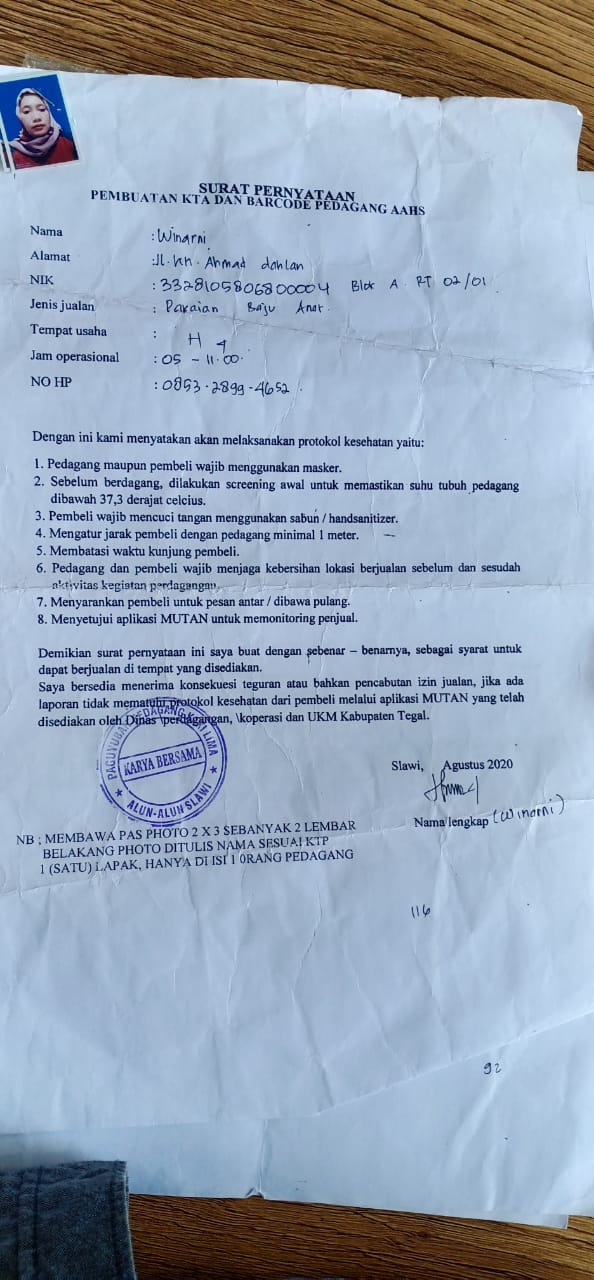 SURAT PERNYATAAN
PEMBUATAN KTA DAN BARCODE PEDAGANG AAHS
Nama : Winarni
Alamat : Jl. KH. Ahmad dahlan
NIK : 3328105806800004 Blok A. RT 02/01
Jenis jualan : Pakaian Baju Anak.
Tempat usaha : H 9
Jam operasional : 05 - 11.00.
NO HP : 0853-2899-4652
Dengan ini kami menyatakan akan melaksanakan protokol kesehatan yaitu:
1. Pedagang maupun pembeli wajib menggunakan masker.
2. Sebelum berdagang, dilakukan screening awal untuk memastikan suhu tubuh pedagang
dibawah 37,3 derajat celcius.
3. Pembeli wajib mencuci tangan menggunakan sabun / handsanitizer.
4. Mengatur jarak pembeli dengan pedagang minimal 1 meter.
5. Membatasi waktu kunjung pembeli.
6. Pedagang dan pembeli wajib menjaga kebersihan lokasi berjualan sebelum dan sesudah
aktivitas kegiatan perdagangan.
7. Menyarankan pembeli untuk pesan antar / dibawa pulang.
8. Menyetujui aplikasi MUTAN untuk memonitoring penjual.
Demikian surat pernyataan ini saya buat dengan sebenar – benarnya, sebagai syarat untuk
dapat berjualan di tempat yang disediakan.
Saya bersedia menerima konsekuesi teguran atau bahkan pencabutan izin jualan, jika ada
laporan tidak mematuhi protokol kesehatan dari pembeli melalui aplikasi MUTAN yang telah
disediakan oleh Dinas \perdagangan, \koperasi dan UKM Kabupaten Tegal.
PAGUYUBAN PEDAGANG KAKI LIMA
KARYA BERSAMA
★ ALUN-ALUN SLAWI ★
Slawi, Agustus 2020
Nama lengkap (Winarni)
NB ; MEMBAWA PAS PHOTO 2 X 3 SEBANYAK 2 LEMBAR
BELAKANG PHOTO DITULIS NAMA SESUAI KTP
1 (SATU) LAPAK, HANYA DI ISI 1 0RANG PEDAGANG
116
92